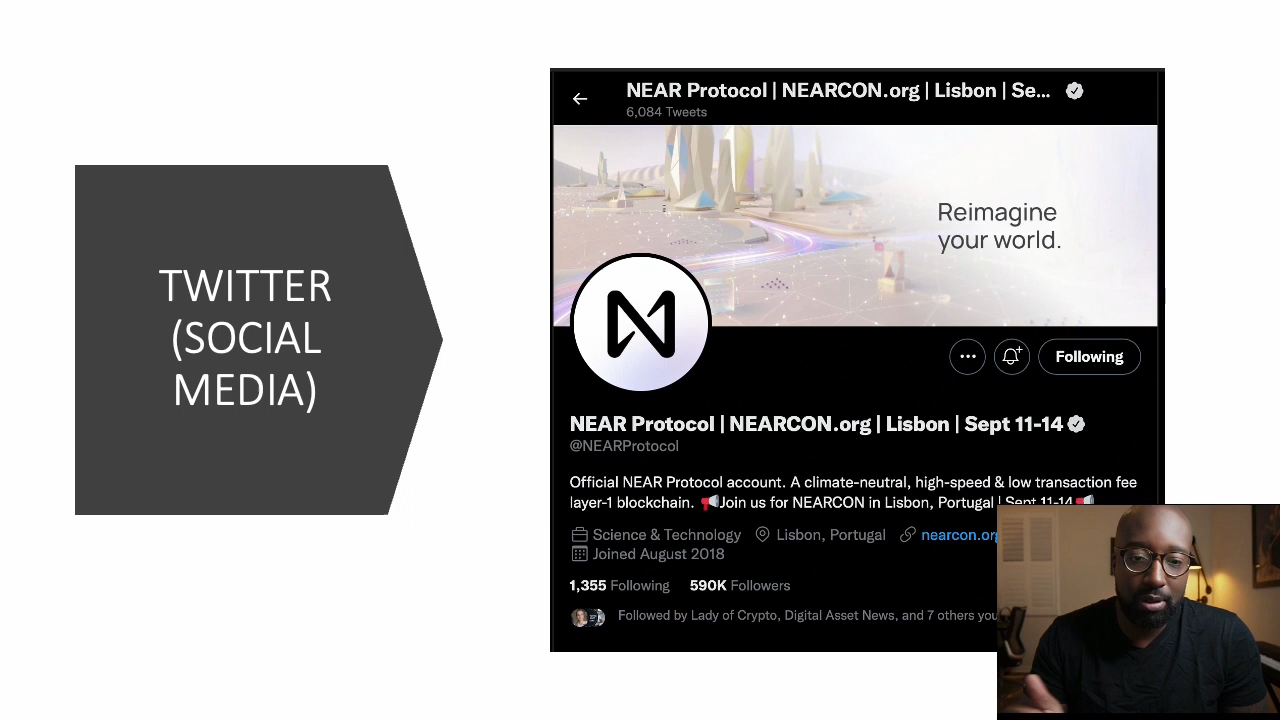 TWITTER
(SOCIAL
MEDIA)
NEAR Protocol | NEARCON.org | Lisbon | Se...
6,084 Tweets
Reimagine
your world.
Following
NEAR Protocol | NEARCON.org | Lisbon | Sept 11-14
@NEARProtocol
Official NEAR Protocol account. A climate-neutral, high-speed & low transaction fee
layer-1 blockchain. 📢Join us for NEARCON in Lisbon, Portugal | Sept 11-14📢
Science & Technology Lisbon, Portugal nearcon.org
Joined August 2018
1,355 Following 590K Followers
Followed by Lady of Crypto, Digital Asset News, and 7 others you